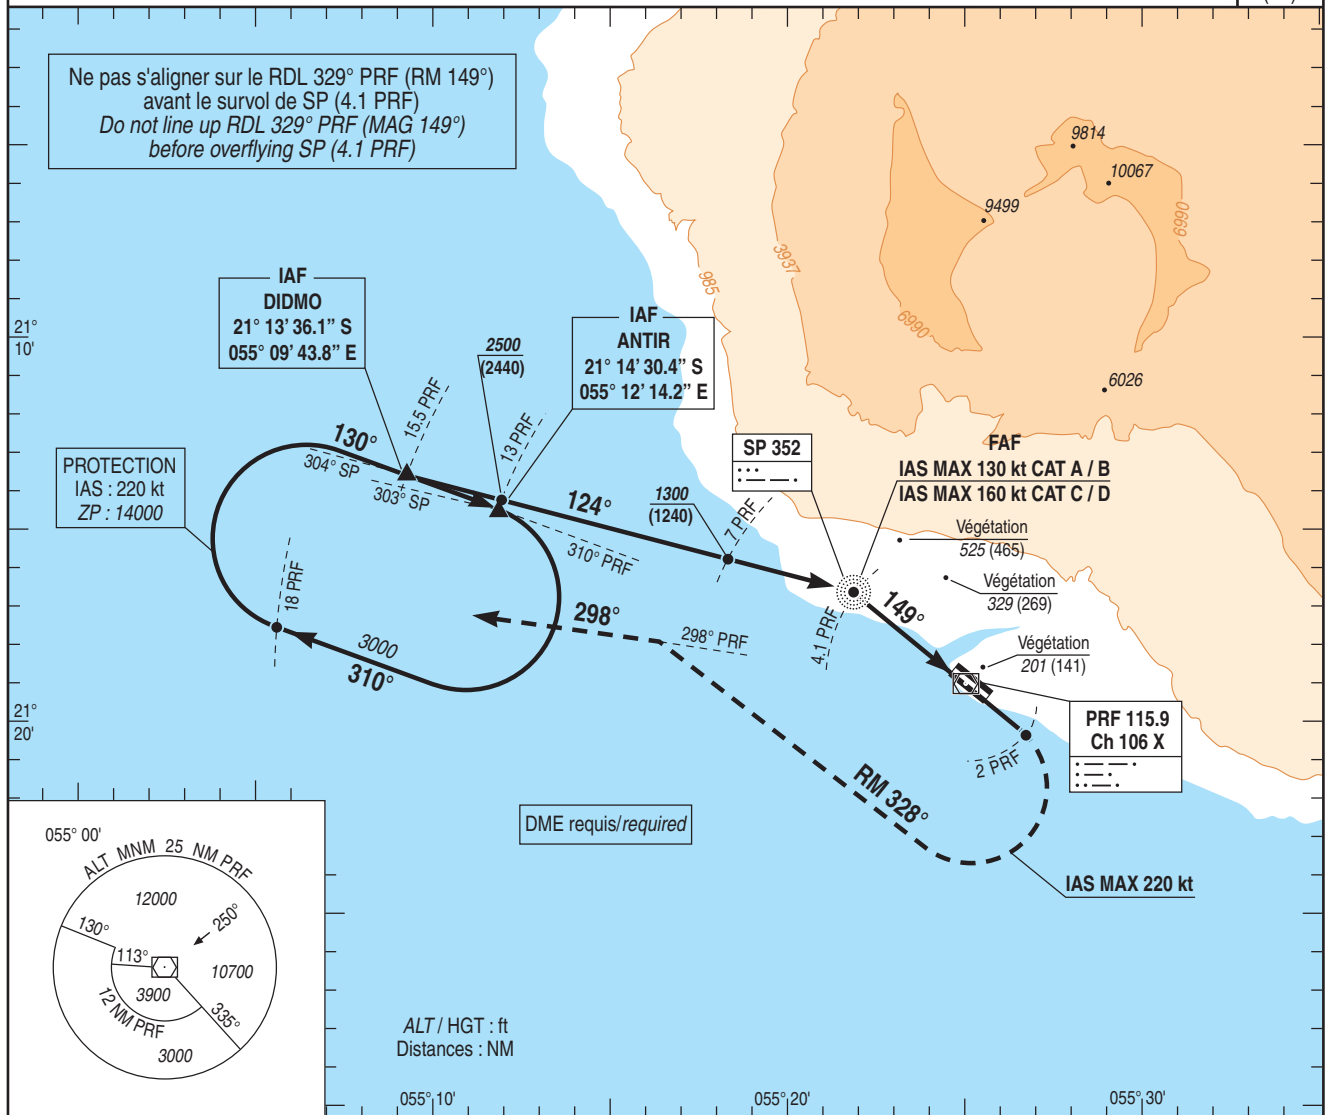 Ne pas s'aligner sur le RDL 329° PRF (RM 149°)
avant le survol de SP (4.1 PRF)
Do not line up RDL 329° PRF (MAG 149°)
before overflying SP (4.1 PRF)
9814
10067
9499
6990
3937
985
6990
6026
IAF
DIDMO
21° 13' 36.1" S
055° 09' 43.8" E
IAF
ANTIR
21° 14' 30.4" S
055° 12' 14.2" E
2500
(2440)
21°
10'
15.5 PRF
13 PRF
130°
304° SP
303° SP
PROTECTION
IAS : 220 kt
ZP : 14000
124°
310° PRF
1300
(1240)
7 PRF
SP 352
FAF
IAS MAX 130 kt CAT A / B
IAS MAX 160 kt CAT C / D
Végétation
525 (465)
Végétation
329 (269)
Végétation
201 (141)
18 PRF
3000
310°
298°
298° PRF
4.1 PRF
149°
PRF 115.9
Ch 106 X
2 PRF
21°
20'
RM 328°
DME requis/required
IAS MAX 220 kt
055° 00'
ALT MNM 25 NM PRF
12000
250°
130°
113°
10700
3900
12 NM PRF
335°
3000
ALT / HGT : ft
Distances : NM
055° 10'
055° 20'
055° 30'